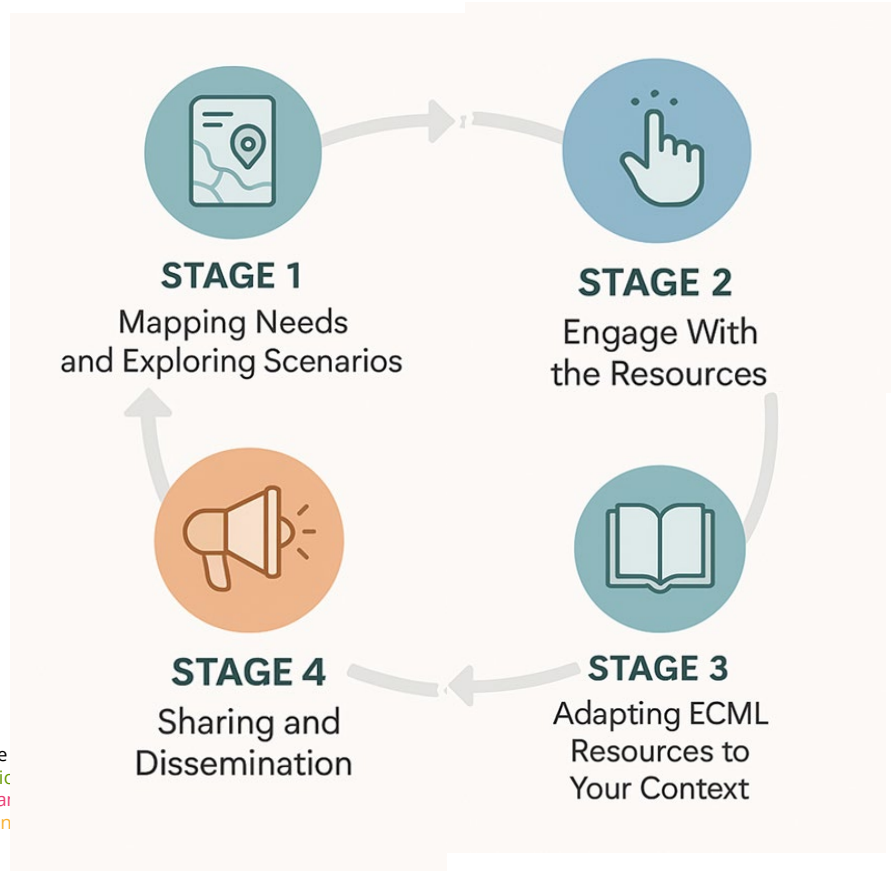 STAGE 1
Mapping Needs
and Exploring Scenarios
STAGE 2
Engage With
the Resources
STAGE 3
Adapting ECML
Resources to
Your Context
STAGE 4
Sharing and
Dissemination